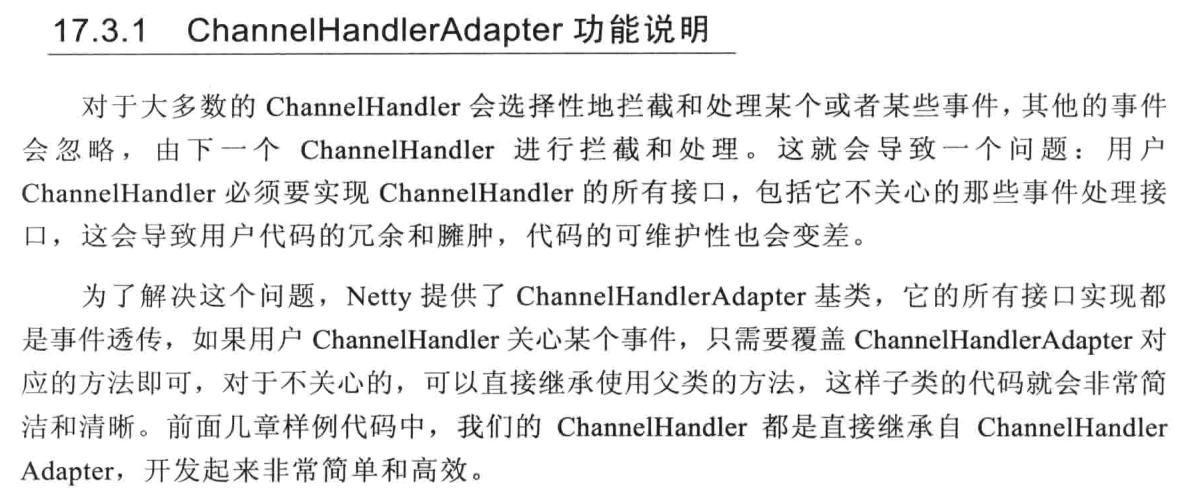 17.3.1 ChannelHandlerAdapter 功能说明
对于大多数的 ChannelHandler 会选择性地拦截和处理某个或者某些事件，其他的事件
会忽略，由下一个 ChannelHandler 进行拦截和处理。这就会导致一个问题：用户
ChannelHandler 必须要实现 ChannelHandler 的所有接口，包括它不关心的那些事件处理接
口，这会导致用户代码的冗余和臃肿，代码的可维护性也会变差。
为了解决这个问题，Netty 提供了 ChannelHandlerAdapter 基类，它的所有接口实现都
是事件透传，如果用户 ChannelHandler 关心某个事件，只需要覆盖 ChannelHandlerAdapter 对
应的方法即可，对于不关心的，可以直接继承使用父类的方法，这样子类的代码就会非常简
洁和清晰。前面几章样例代码中，我们的 ChannelHandler 都是直接继承自 ChannelHandler
Adapter，开发起来非常简单和高效。